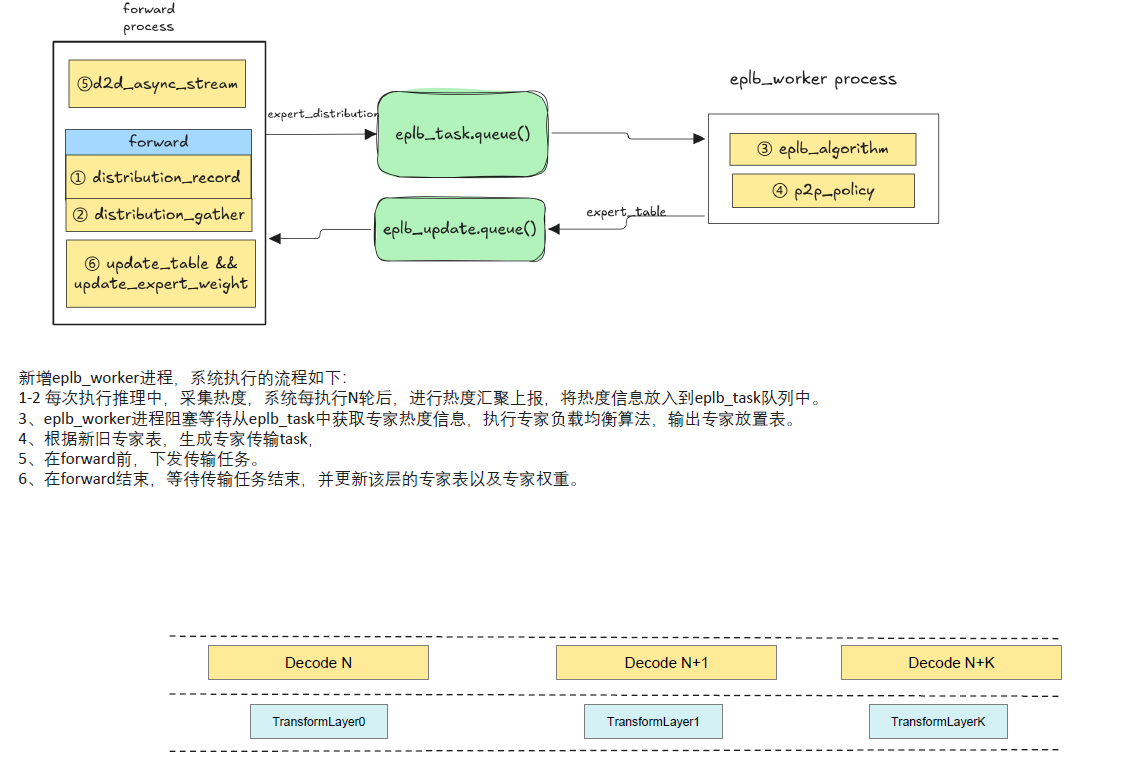 forward
process
⑤d2d_async_stream
forward
① distribution_record
② distribution_gather
⑥ update_table &&
update_expert_weight
expert_distribution
eplb_task.queue()
eplb_update.queue()
expert_table
eplb_worker process
③ eplb_algorithm
④ p2p_policy
新增eplb_worker进程，系统执行的流程如下：
1-2 每次执行推理中，采集热度，系统每执行N轮后，进行热度汇聚上报，将热度信息放入到eplb_task队列中。
3、eplb_worker进程阻塞等待从eplb_task中获取专家热度信息，执行专家负载均衡算法，输出专家放置表。
4、根据新旧专家表，生成专家传输task，
5、在forward前，下发传输任务。
6、在forward结束，等待传输任务结束，并更新该层的专家表以及专家权重。
Decode N
Decode N+1
Decode N+K
TransformLayer0
TransformLayer1
TransformLayerK